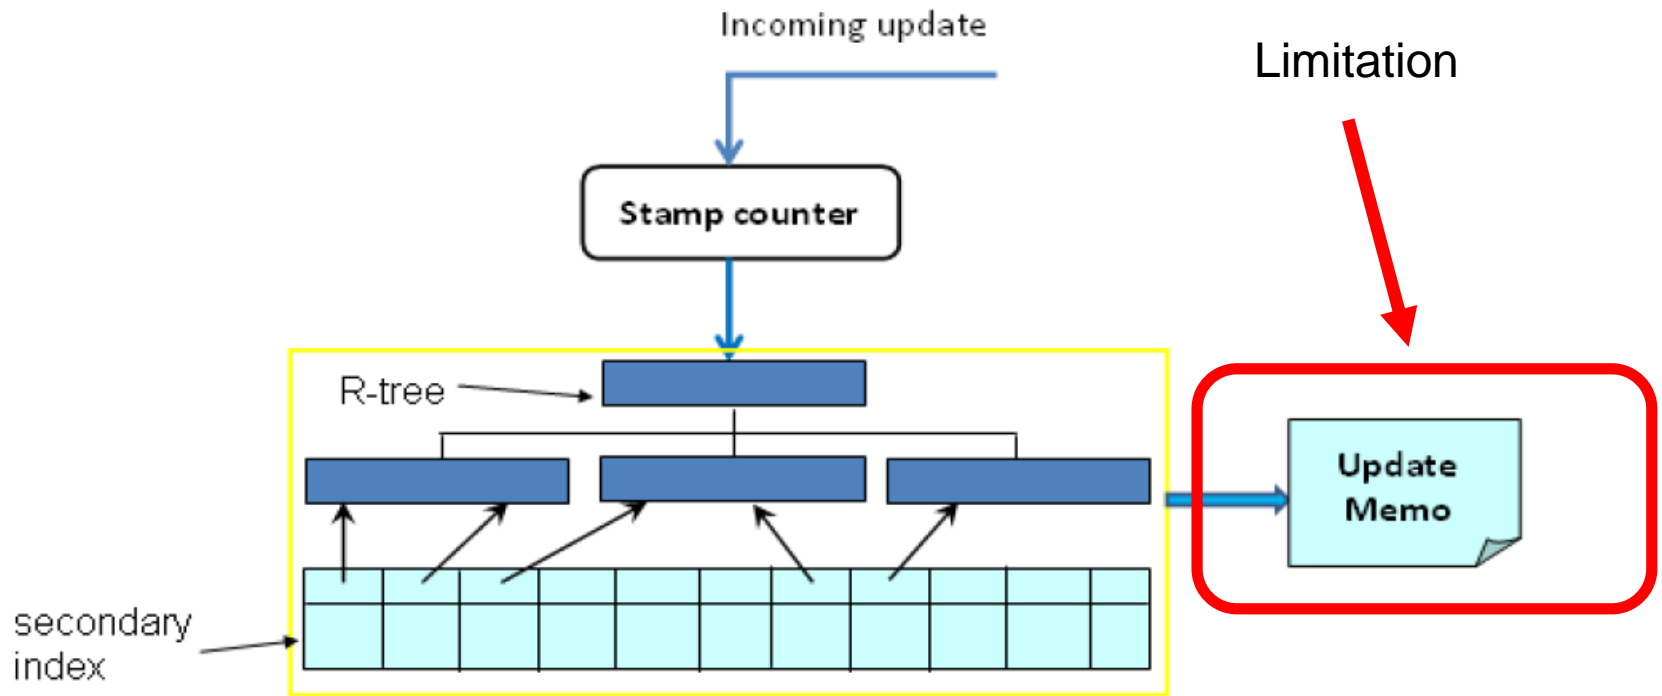 Incoming update
Limitation
Stamp counter
R-tree
Update
Memo
secondary
index